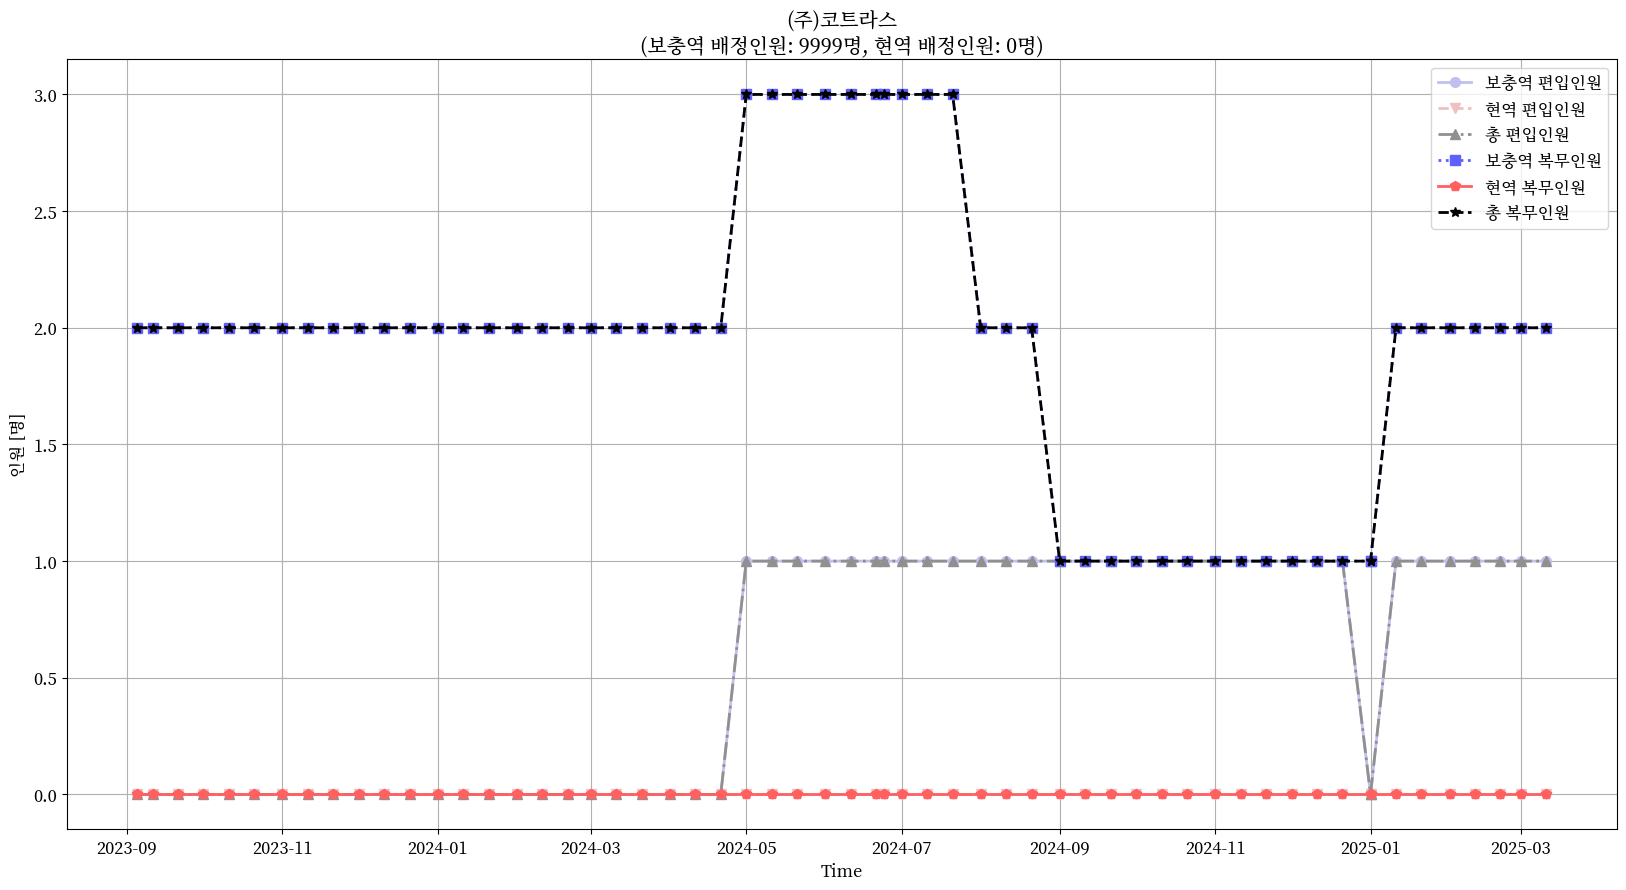 (주)코트라스
(보충역 배정인원: 9999명, 현역 배정인원: 0명)
보충역 편입인원
현역 편입인원
총 편입인원
보충역 복무인원
현역 복무인원
총 복무인원
인원 [명]
3.0
2.5
2.0
1.5
1.0
0.5
0.0
2023-09 2023-11 2024-01 2024-03 2024-05 2024-07 2024-09 2024-11 2025-01 2025-03
Time